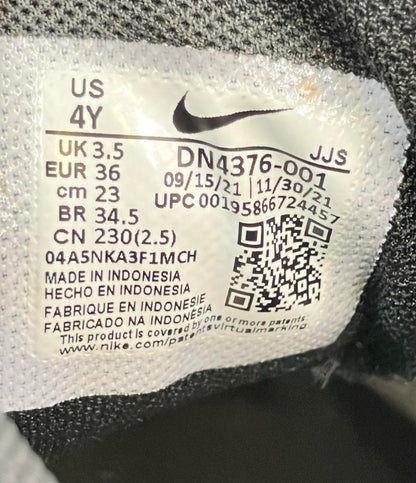 US
4Y
UK 3.5
EUR 36
cm 23
BR 34.5
CN 230(2.5)
04A5NKA3F1MCH
JJS
DN4376-001
09/15/21 | 11/30/21
UPC 00195866724457
MADE IN INDONESIA
HECHO EN INDONESIA
FABRIQUE EN INDONESIE
FABRICADO NA INDONÉSIA
This product is covered by one or more patents.
www.nike.com/patentsvirtualmarking